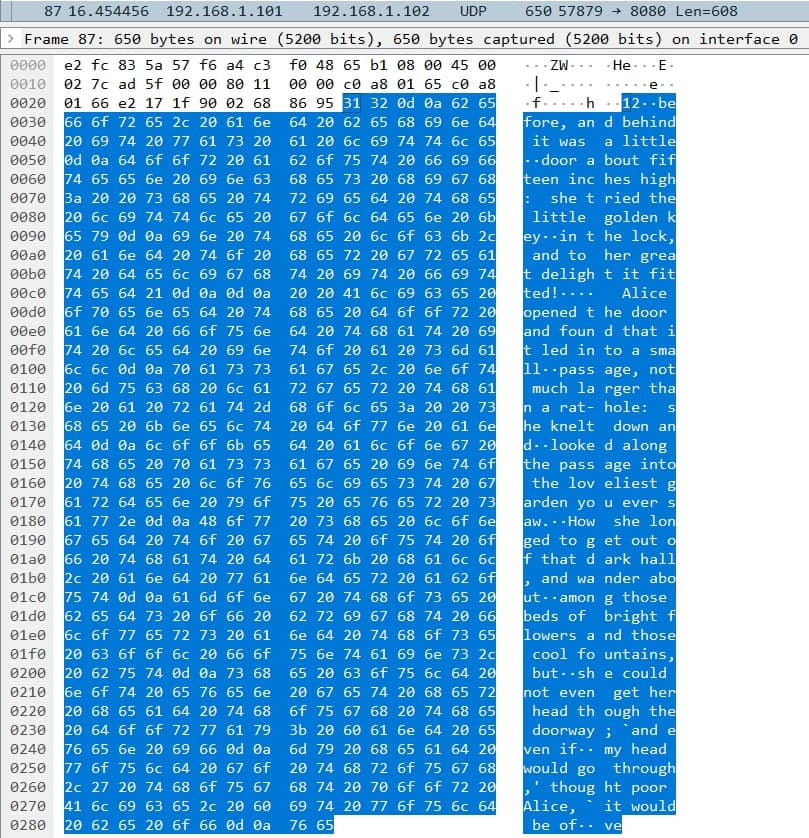 87 16.454456 192.168.1.101 192.168.1.102 UDP 650 57879 → 8080 Len=608
> Frame 87: 650 bytes on wire (5200 bits), 650 bytes captured (5200 bits) on interface 0
0000 e2 fc 83 5a 57 f6 a4 c3 f0 48 65 b1 08 00 45 00 ···ZW··· ·He···E·
0010 02 7c ad 5f 00 00 80 11 00 00 c0 a8 01 65 c0 a8 ·|·_···· ·····e··
0020 01 66 e2 17 1f 90 02 68 86 95 31 32 0d 0a 62 65 ·f·····h ··12··be
0030 66 6f 72 65 2c 20 61 6e 64 20 62 65 68 69 6e 64 fore, an d behind
0040 20 69 74 20 77 61 73 20 61 20 6c 69 74 74 6c 65 it was a little
0050 0d 0a 64 6f 6f 72 20 61 62 6f 75 74 20 66 69 66 ··door a bout fif
0060 74 65 65 6e 20 69 6e 63 68 65 73 20 68 69 67 68 teen inc hes high
0070 3a 20 20 73 68 65 20 74 72 69 65 64 20 74 68 65 : she t ried the
0080 20 6c 69 74 74 6c 65 20 67 6f 6c 64 65 6e 20 6b little golden k
0090 65 79 0d 0a 69 6e 20 74 68 65 20 6c 6f 63 6b 2c ey··in t he lock,
00a0 20 61 6e 64 20 74 6f 20 68 65 72 20 67 72 65 61 and to her grea
00b0 74 20 64 65 6c 69 67 68 74 20 69 74 20 66 69 74 t deligh t it fit
00c0 74 65 64 21 0d 0a 0d 0a 20 20 41 6c 69 63 65 20 ted!···· Alice
00d0 6f 70 65 6e 65 64 20 74 68 65 20 64 6f 6f 72 20 opened t he door
00e0 61 6e 64 20 66 6f 75 6e 64 20 74 68 61 74 20 69 and foun d that i
00f0 74 20 6c 65 64 20 69 6e 74 6f 20 61 20 73 6d 61 t led in to a sma
0100 6c 6c 0d 0a 70 61 73 73 61 67 65 2c 20 6e 6f 74 ll··pass age, not
0110 20 6d 75 63 68 20 6c 61 72 67 65 72 20 74 68 61 much la rger tha
0120 6e 20 61 20 72 61 74 2d 68 6f 6c 65 3a 20 20 73 n a rat- hole: s
0130 68 65 20 6b 6e 65 6c 74 20 64 6f 77 6e 20 61 6e he knelt down an
0140 64 0d 0a 6c 6f 6f 6b 65 64 20 61 6c 6f 6e 67 20 d··looke d along
0150 74 68 65 20 70 61 73 73 61 67 65 20 69 6e 74 6f the pass age into
0160 20 74 68 65 20 6c 6f 76 65 6c 69 65 73 74 20 67 the lov eliest g
0170 61 72 64 65 6e 20 79 6f 75 20 65 76 65 72 20 73 arden yo u ever s
0180 61 77 2e 0d 0a 48 6f 77 20 73 68 65 20 6c 6f 6e aw.··How she lon
0190 67 65 64 20 74 6f 20 67 65 74 20 6f 75 74 20 6f ged to g et out o
01a0 66 20 74 68 61 74 20 64 61 72 6b 20 68 61 6c 6c f that d ark hall
01b0 2c 20 61 6e 64 20 77 61 6e 64 65 72 20 61 62 6f , and wa nder abo
01c0 75 74 0d 0a 61 6d 6f 6e 67 20 74 68 6f 73 65 20 ut··amon g those
01d0 62 65 64 73 20 6f 66 20 62 72 69 67 68 74 20 66 beds of bright f
01e0 6c 6f 77 65 72 73 20 61 6e 64 20 74 68 6f 73 65 lowers a nd those
01f0 20 63 6f 6f 6c 20 66 6f 75 6e 74 61 69 6e 73 2c cool fo untains,
0200 20 62 75 74 0d 0a 73 68 65 20 63 6f 75 6c 64 20 but··sh e could
0210 6e 6f 74 20 65 76 65 6e 20 67 65 74 20 68 65 72 not even get her
0220 20 68 65 61 64 20 74 68 6f 75 67 68 20 74 68 65 head th ough the
0230 20 64 6f 6f 72 77 61 79 3b 20 60 61 6e 64 20 65 doorway ; `and e
0240 76 65 6e 20 69 66 0d 0a 6d 79 20 68 65 61 64 20 ven if·· my head
0250 77 6f 75 6c 64 20 67 6f 20 74 68 72 6f 75 67 68 would go through
0260 2c 27 20 74 68 6f 75 67 68 74 20 70 6f 6f 72 20 ,' thoug ht poor
0270 41 6c 69 63 65 2c 20 60 69 74 20 77 6f 75 6c 64 Alice, ` it would
0280 20 62 65 20 6f 66 0d 0a 76 65 be of·· ve